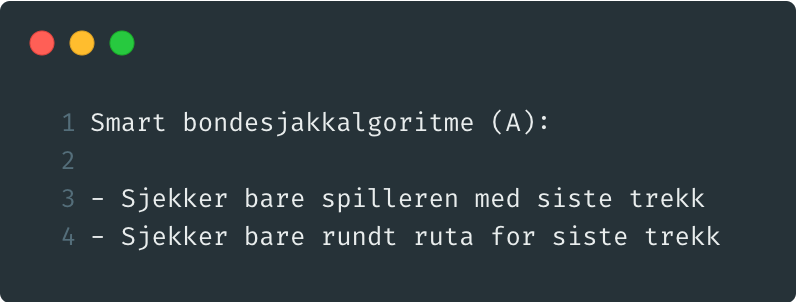 1 Smart bondesjakkalgoritme (A):
2
3 - Sjekker bare spilleren med siste trekk
4 - Sjekker bare rundt ruta for siste trekk